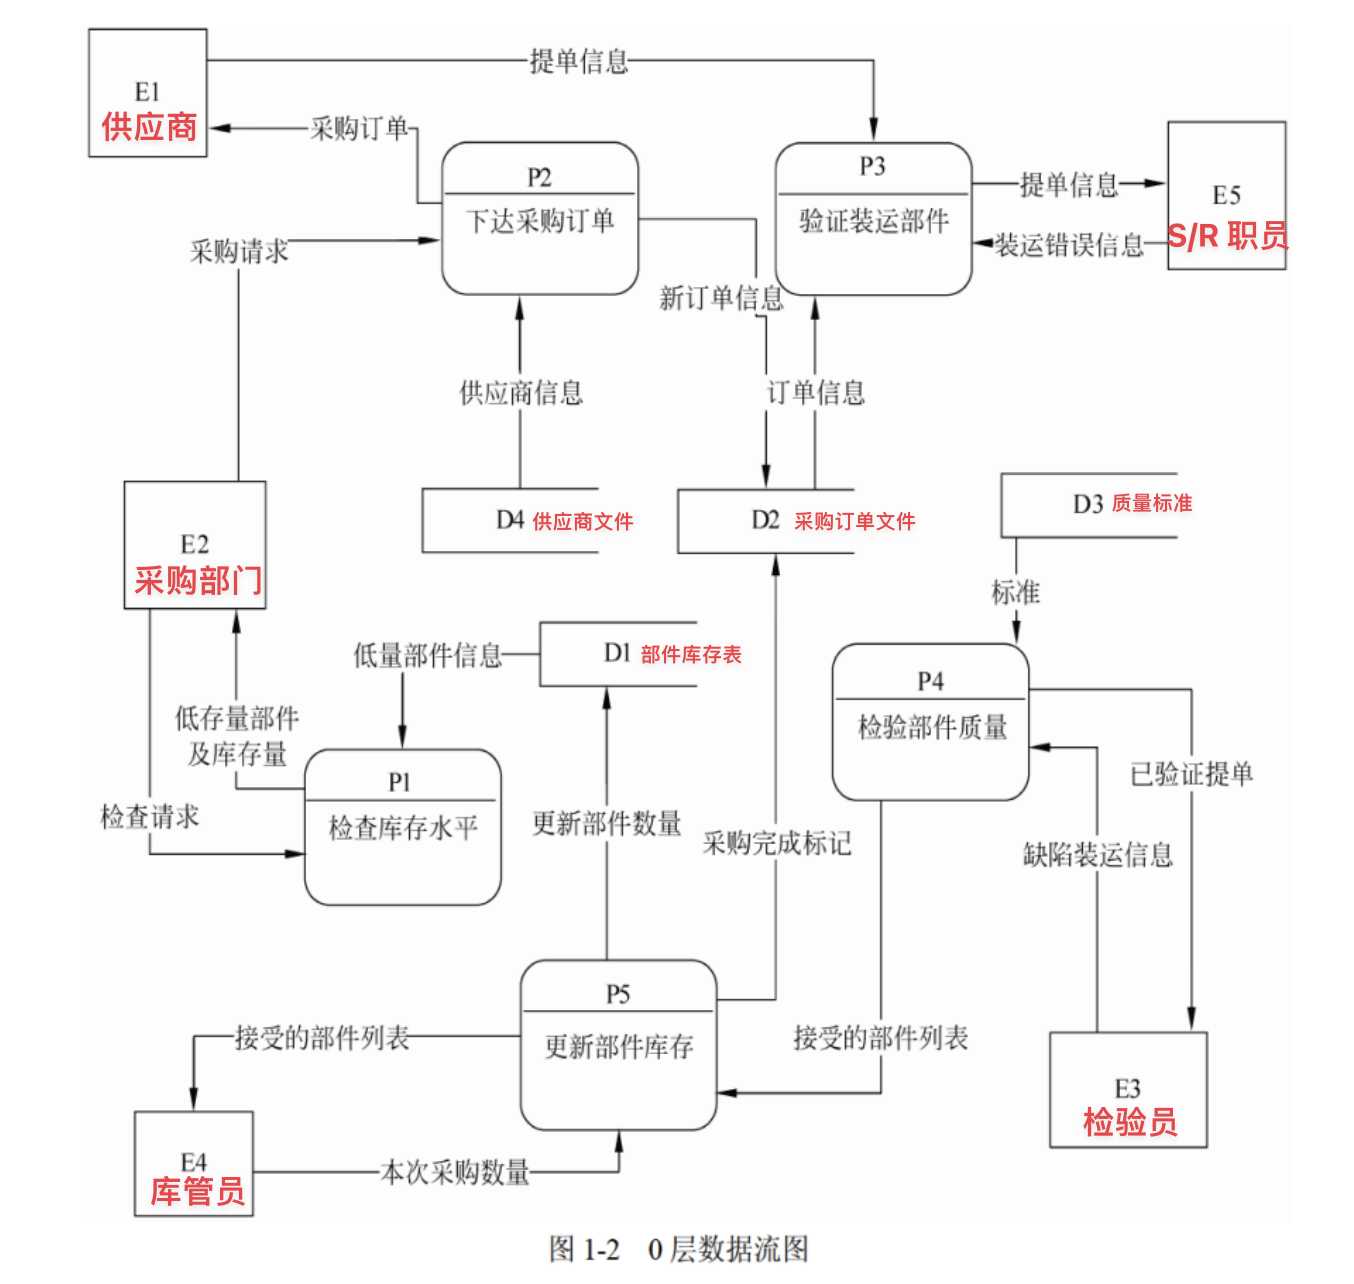 提单信息
E1
供应商
采购订单
P2
下达采购订单
P3
验证装运部件
提单信息
E5
S/R 职员
装运错误信息
采购请求
新订单信息
供应商信息
订单信息
D4 供应商文件
D2 采购订单文件
D3 质量标准
E2
采购部门
标准
低量部件信息
D1 部件库存表
P4
检验部件质量
低存量部件
及库存量
P1
检查库存水平
已验证提单
检查请求
更新部件数量
采购完成标记
缺陷装运信息
P5
更新部件库存
接受的部件列表
接受的部件列表
E3
检验员
E4
库管员
本次采购数量
图 1-2 0 层数据流图